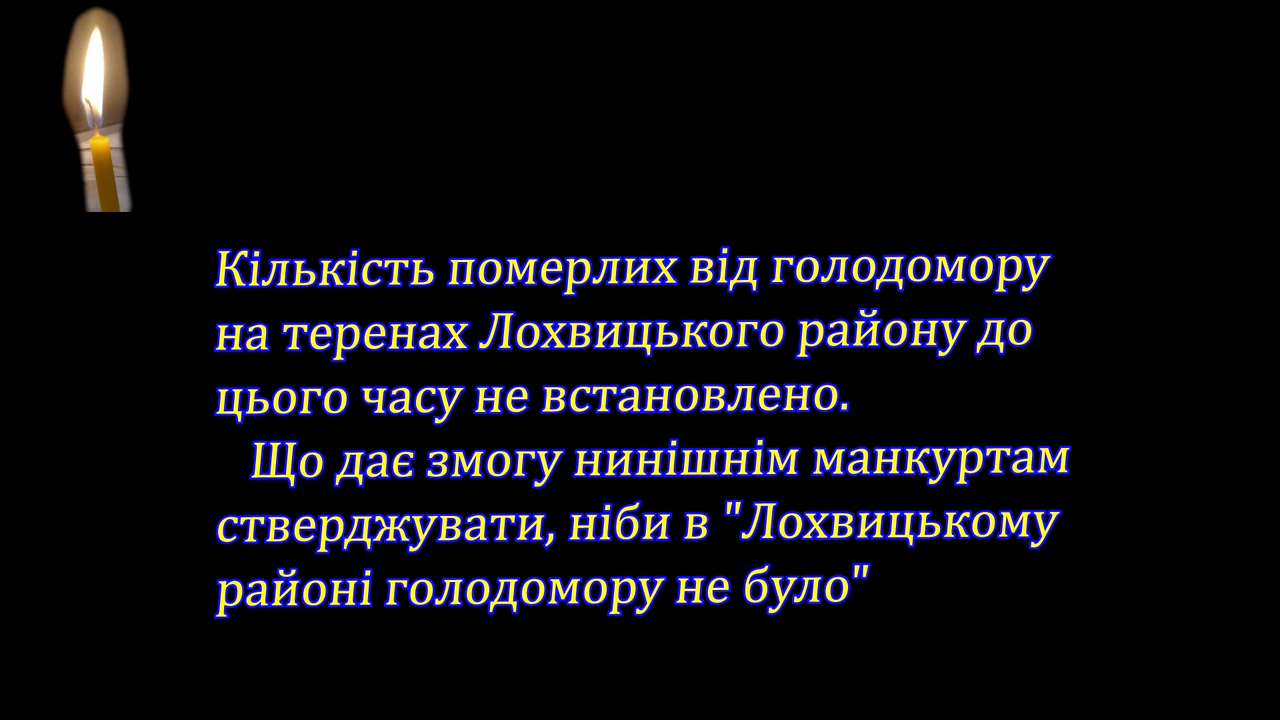 Кількість померлих від голодомору
на теренах Лохвицького району до
цього часу не встановлено.
Що дає змогу нинішнім манкуртам
стверджувати, ніби в "Лохвицькому
районі голодомору не було"